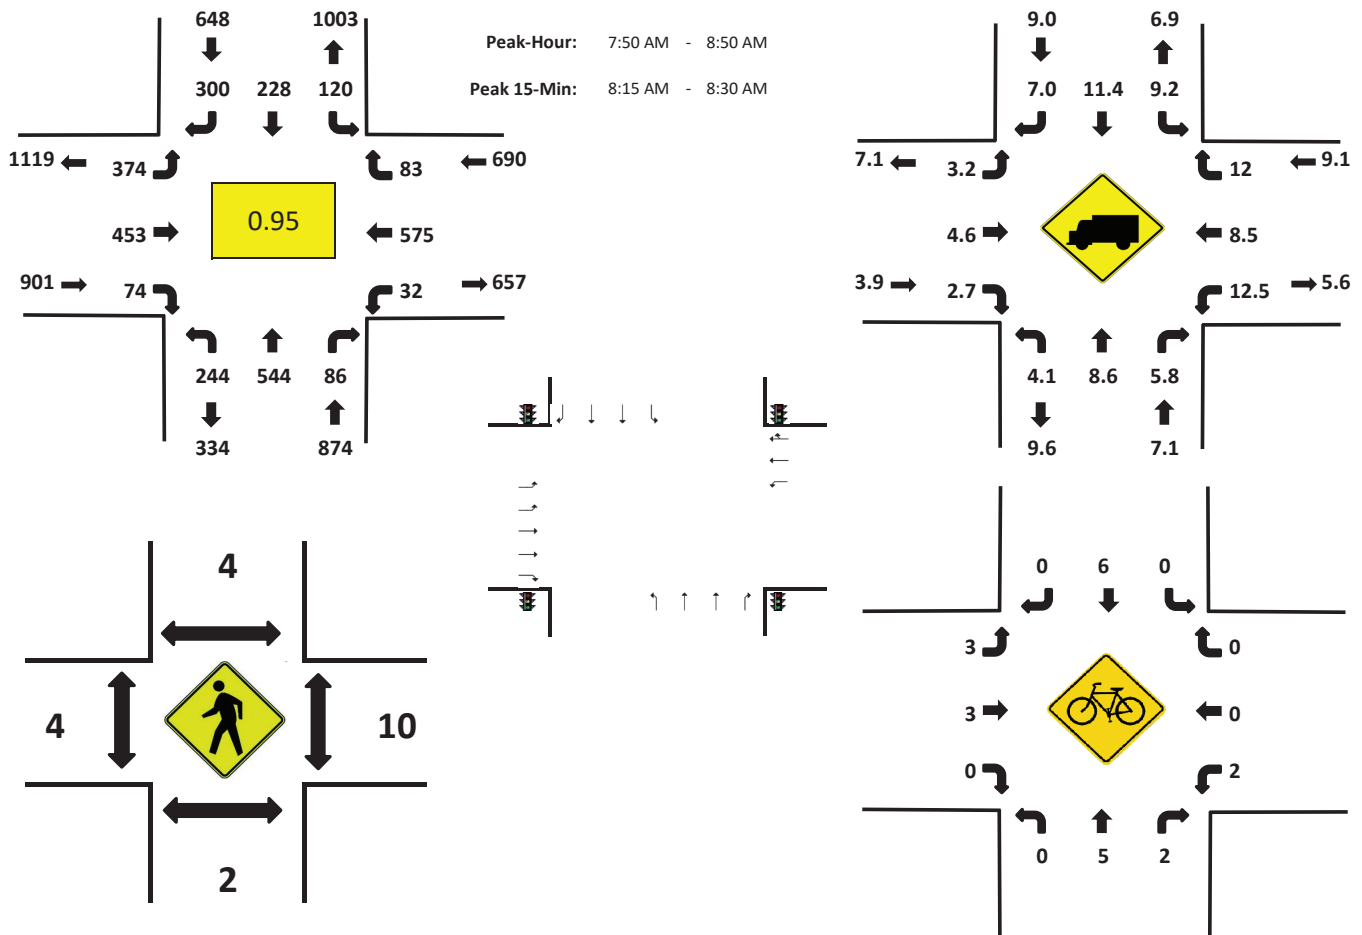 648 1003 9.0 6.9
Peak-Hour: 7:50 AM - 8:50 AM
300 228 120 Peak 15-Min: 8:15 AM - 8:30 AM 7.0 11.4 9.2
1119 374 83 690 7.1 3.2 12 9.1
453 0.95 575 4.6 8.5
901 74 32 657 3.9 2.7 12.5 5.6
244 544 86 4.1 8.6 5.8
334 874 9.6 7.1
4 0 6 0
3 0
4 10 3 0
0 2
2 0 5 2